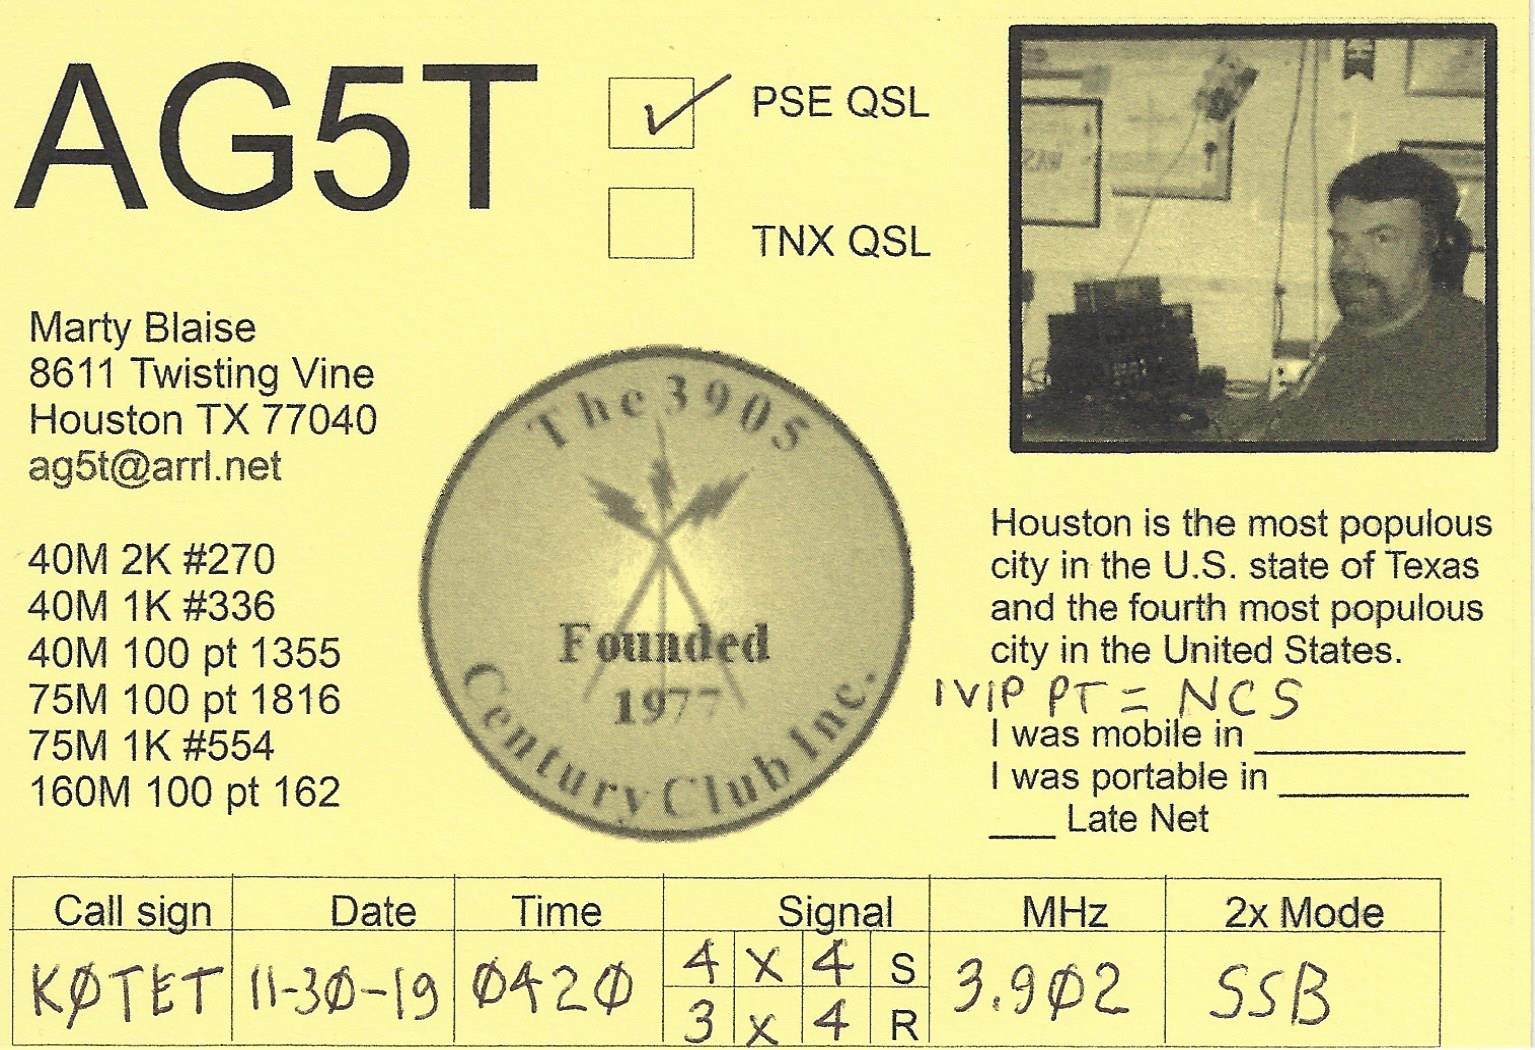 AG5T
PSE QSL
TNX QSL
Marty Blaise
8611 Twisting Vine
Houston TX 77040
ag5t@arrl.net
40M 2K #270
40M 1K #336
40M 100 pt 1355
75M 100 pt 1816
75M 1K #554
160M 100 pt 162
The 3905
Founded
1977
Century Club Inc.
Houston is the most populous
city in the U.S. state of Texas
and the fourth most populous
city in the United States.
1 VIP PT = NCS
I was mobile in ___________
I was portable in __________
___ Late Net
Call sign Date Time Signal MHz 2x Mode
KØTET 11-3Ø-19 Ø42Ø 4 x 4 S 3.9Ø2 SSB
3 x 4 R